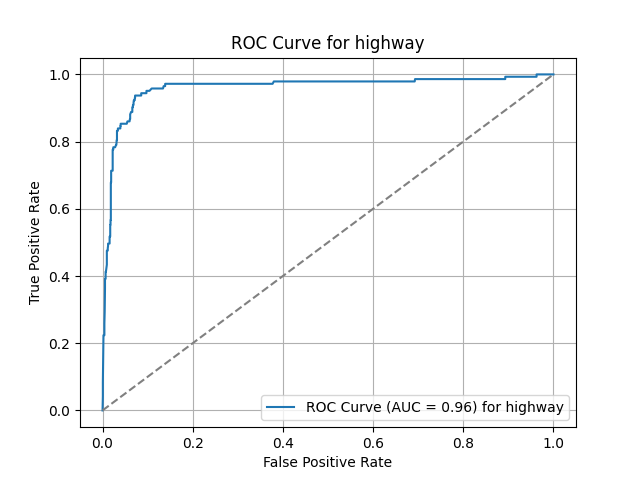 ROC Curve for highway
True Positive Rate
1.0
0.8
0.6
0.4
0.2
0.0
ROC Curve (AUC = 0.96) for highway
0.0 0.2 0.4 0.6 0.8 1.0
False Positive Rate